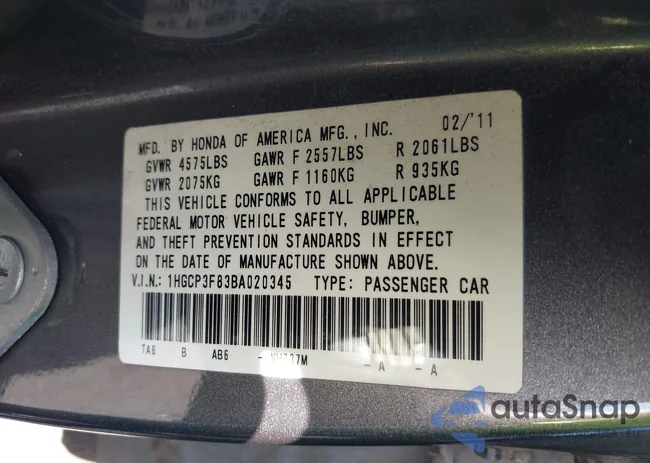 MFD. BY HONDA OF AMERICA MFG., INC. 02/'11
GVWR 4575LBS GAWR F 2557LBS R 2061LBS
GVWR 2075KG GAWR F 1160KG R 935KG
THIS VEHICLE CONFORMS TO ALL APPLICABLE
FEDERAL MOTOR VEHICLE SAFETY, BUMPER,
AND THEFT PREVENTION STANDARDS IN EFFECT
ON THE DATE OF MANUFACTURE SHOWN ABOVE.
V.I.N.: 1HGCP3F83BA020345 TYPE: PASSENGER CAR
TA6 B AB6 - - A - A
autoSnap